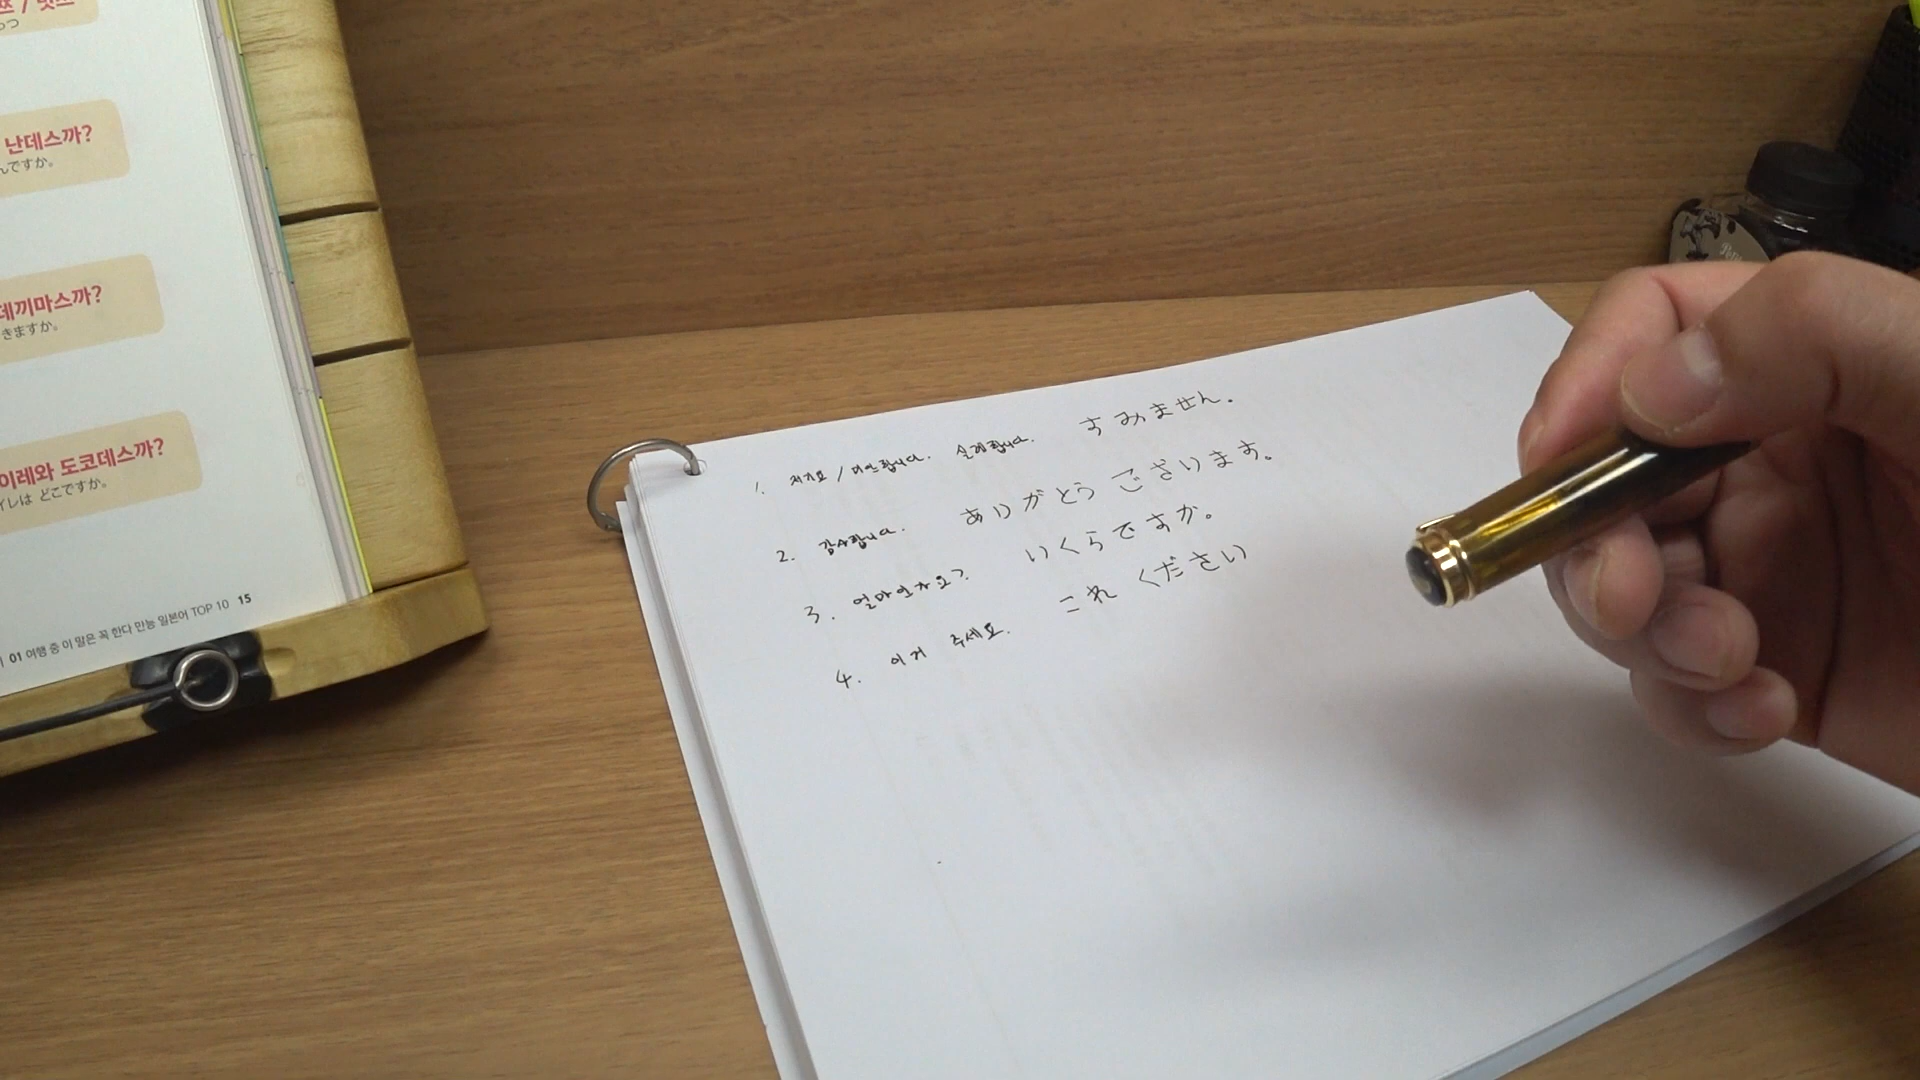 っ
난데스까?
んですか。
데끼마스까?
きますか。
이레와 도코데스까?
イレは どこですか。
01 여행 중 이 말은 꼭 한다 만능 일본어 TOP 10 15
1. 저기요 / 미안합니다. 실례합니다. すみません.
2. 감사합니다. ありがとう ございます。
3. 얼마인가요? いくらですか。
4. 이거 주세요. これ ください